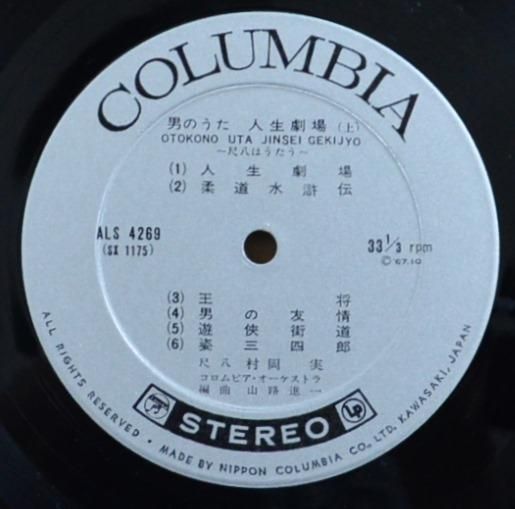 COLUMBIA
男のうた 人生劇場(上)
OTOKONO UTA JINSEI GEKIJYO
~尺八はうたう~
(1) 人生劇場
(2) 柔道水滸伝
ALS 4269
(SX 1175)
33 1/3 rpm
Ⓒ'67.10
(3) 王将
(4) 男の友情
(5) 遊侠街道
(6) 姿三四郎
尺八 村岡実
コロムビア・オーケストラ
編曲 山路進一
STEREO
LP
ALL RIGHTS RESERVED • MADE BY NIPPON COLUMBIA CO., LTD. KAWASAKI, JAPAN